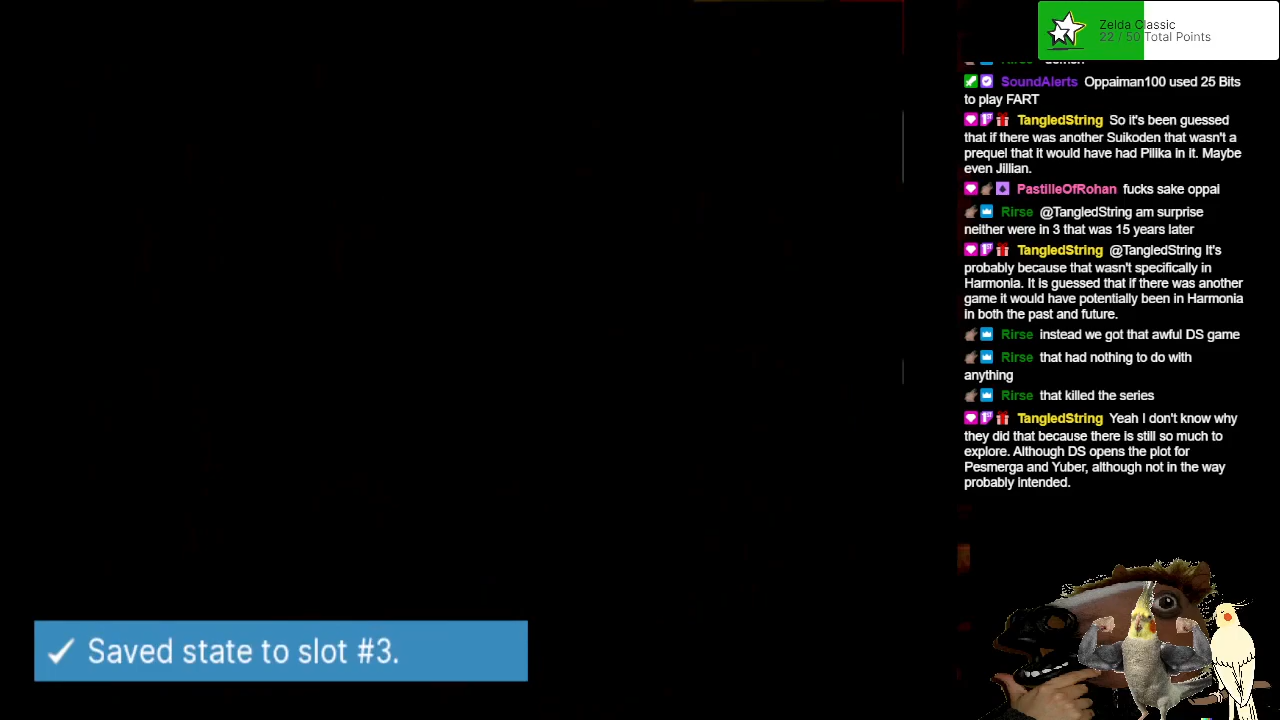 Zelda Classic
22 / 50 Total Points
SoundAlerts Oppaiman100 used 25 Bits
to play FART
TangledString So it's been guessed
that if there was another Suikoden that wasn't a
prequel that it would have had Pilika in it. Maybe
even Jillian.
PastilleOfRohan fucks sake oppai
Rirse @TangledString am surprise
neither were in 3 that was 15 years later
TangledString @TangledString It's
probably because that wasn't specifically in
Harmonia. It is guessed that if there was another
game it would have potentially been in Harmonia
in both the past and future.
Rirse instead we got that awful DS game
Rirse that had nothing to do with
anything
Rirse that killed the series
TangledString Yeah I don't know why
they did that because there is still so much to
explore. Although DS opens the plot for
Pesmerga and Yuber, although not in the way
probably intended.
Saved state to slot #3.